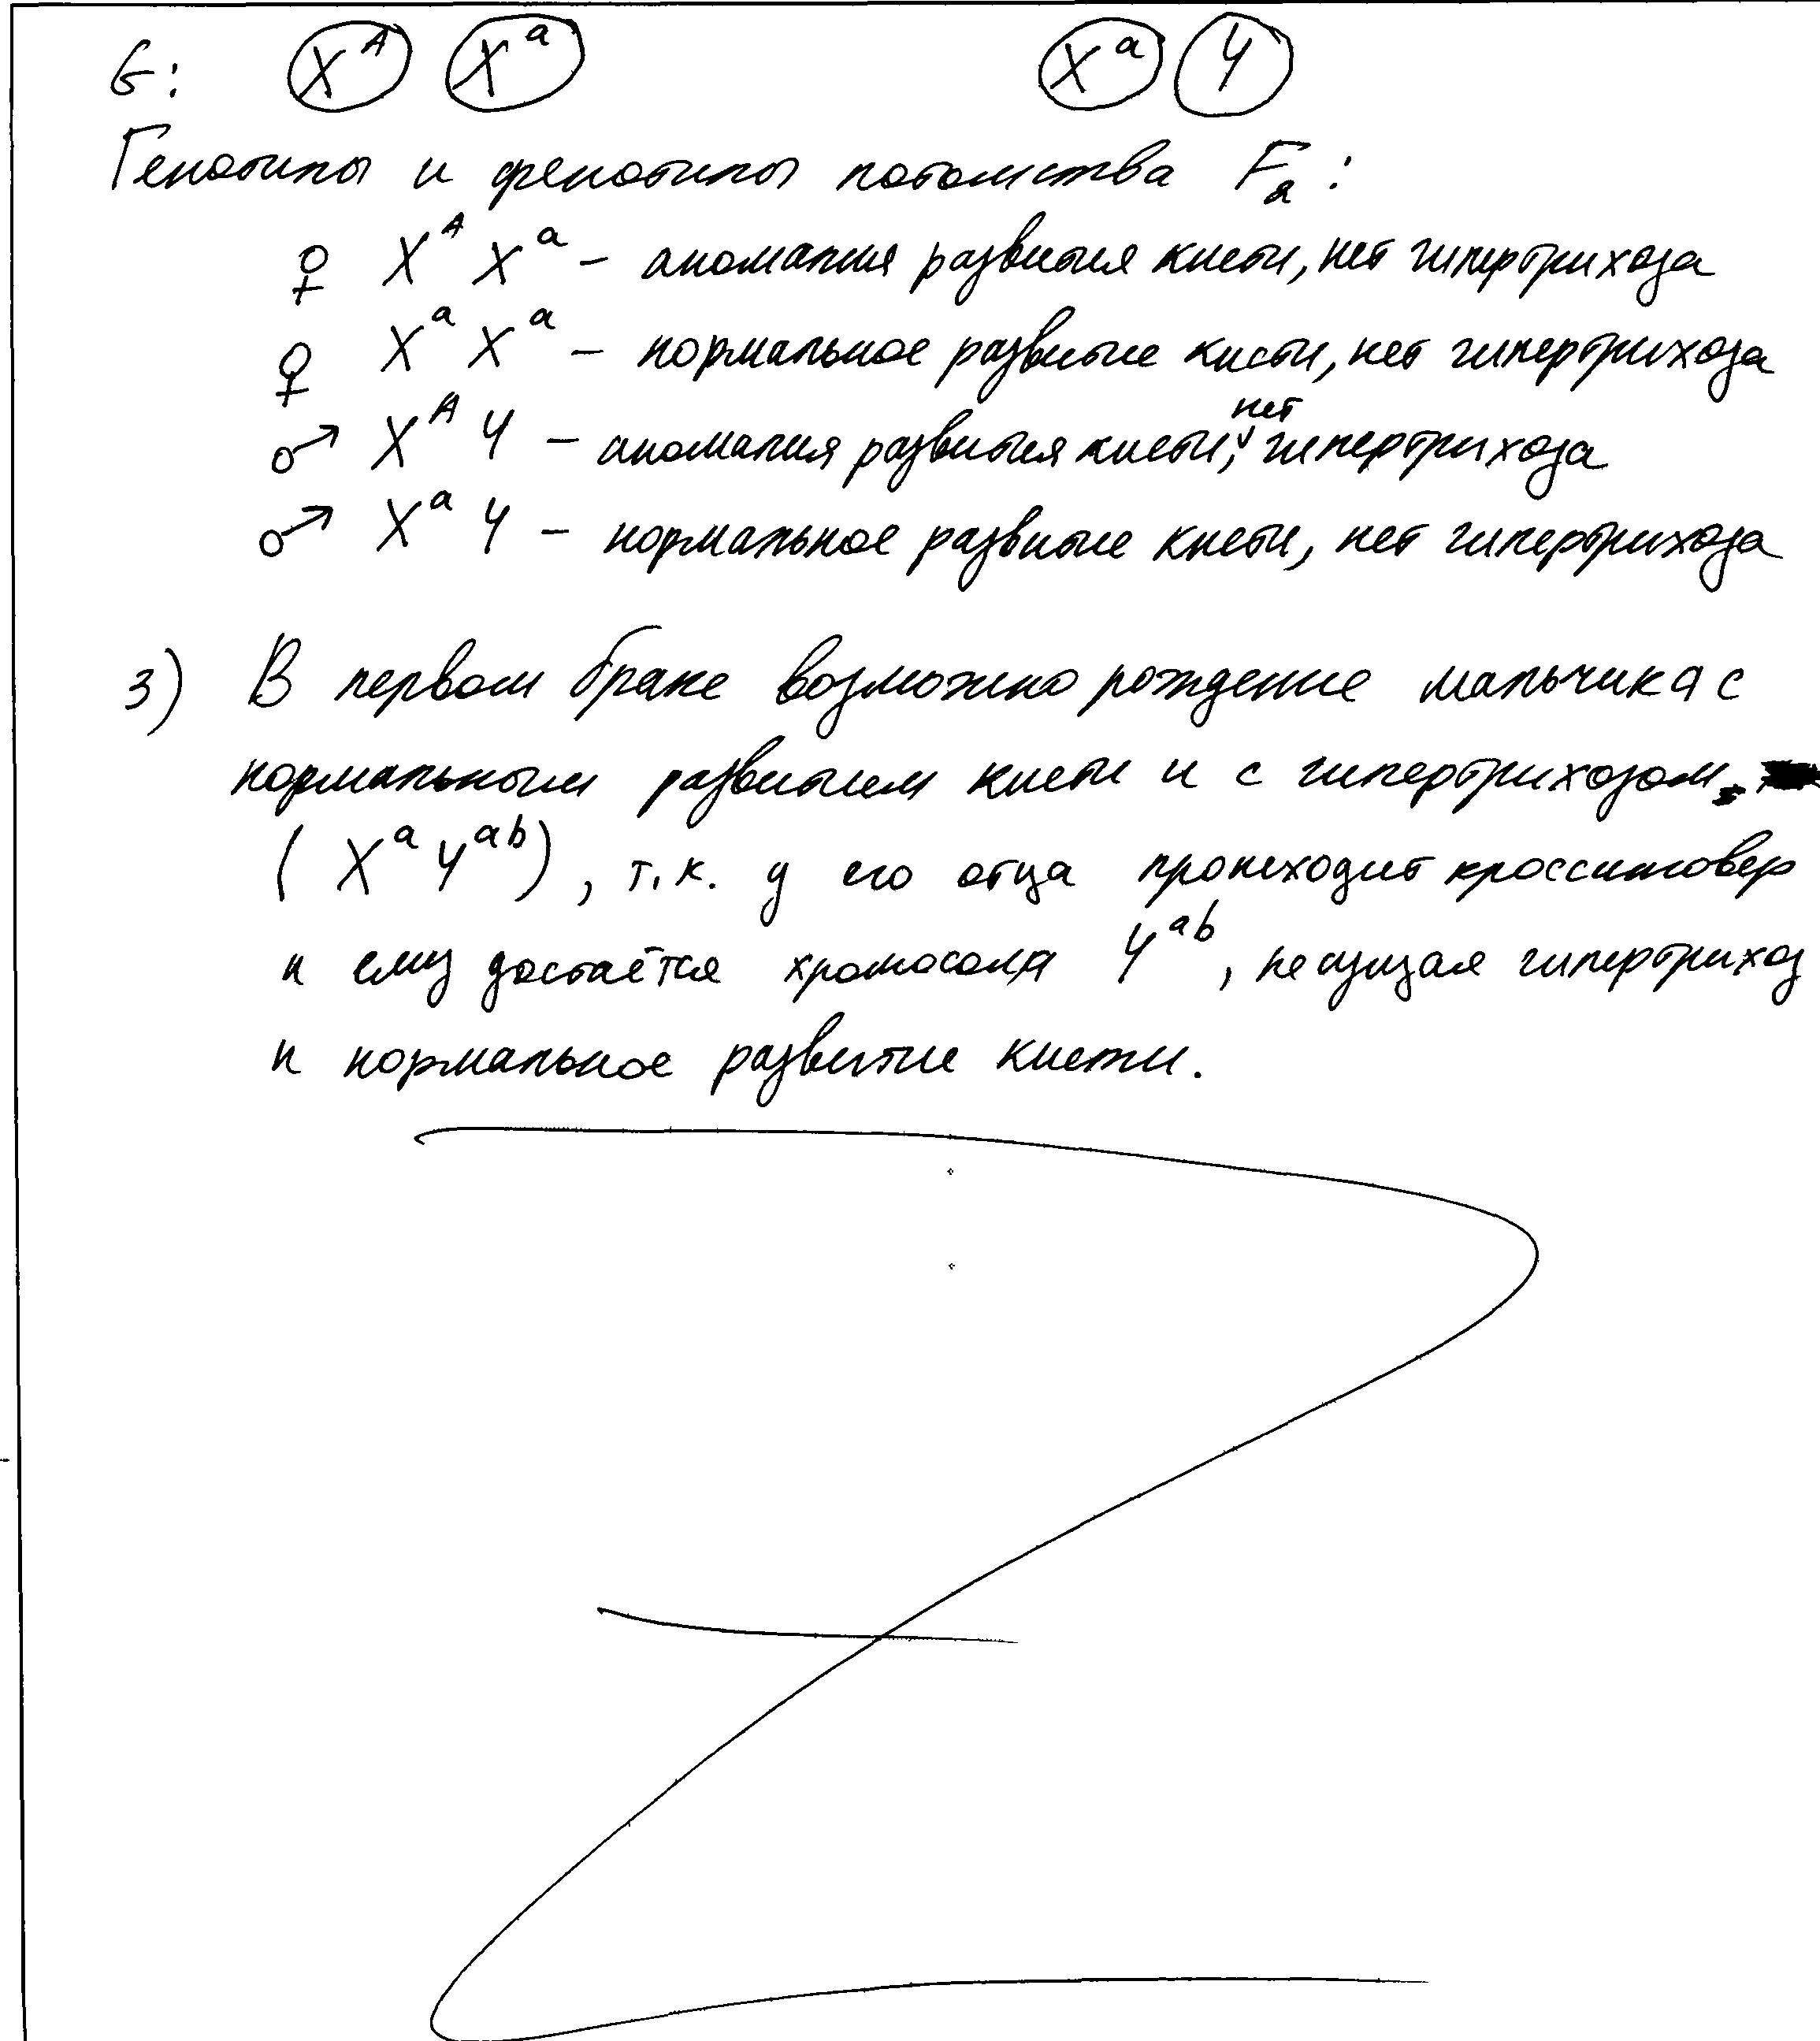 G: X^A X^a X^a Y
Генотипы и фенотипы потомства F₂:
♀ X^A X^a – аномалия развития кисти, нет гипертрихоза
♀ X^a X^a – нормальное развитие кисти, нет гипертрихоза
нет
♂ X^A Y – аномалия развития кисти, гипертрихоза
♂ X^a Y – нормальное развитие кисти, нет гипертрихоза
3) В первом браке возможно рождение мальчика с
нормальным развитием кисти и с гипертрихозом.
(X^a Y^ab), т.к. у его отца происходит кроссинговер
и ему достаётся хромосома Y^ab, несущая гипертрихоз
и нормальное развитие кисти.